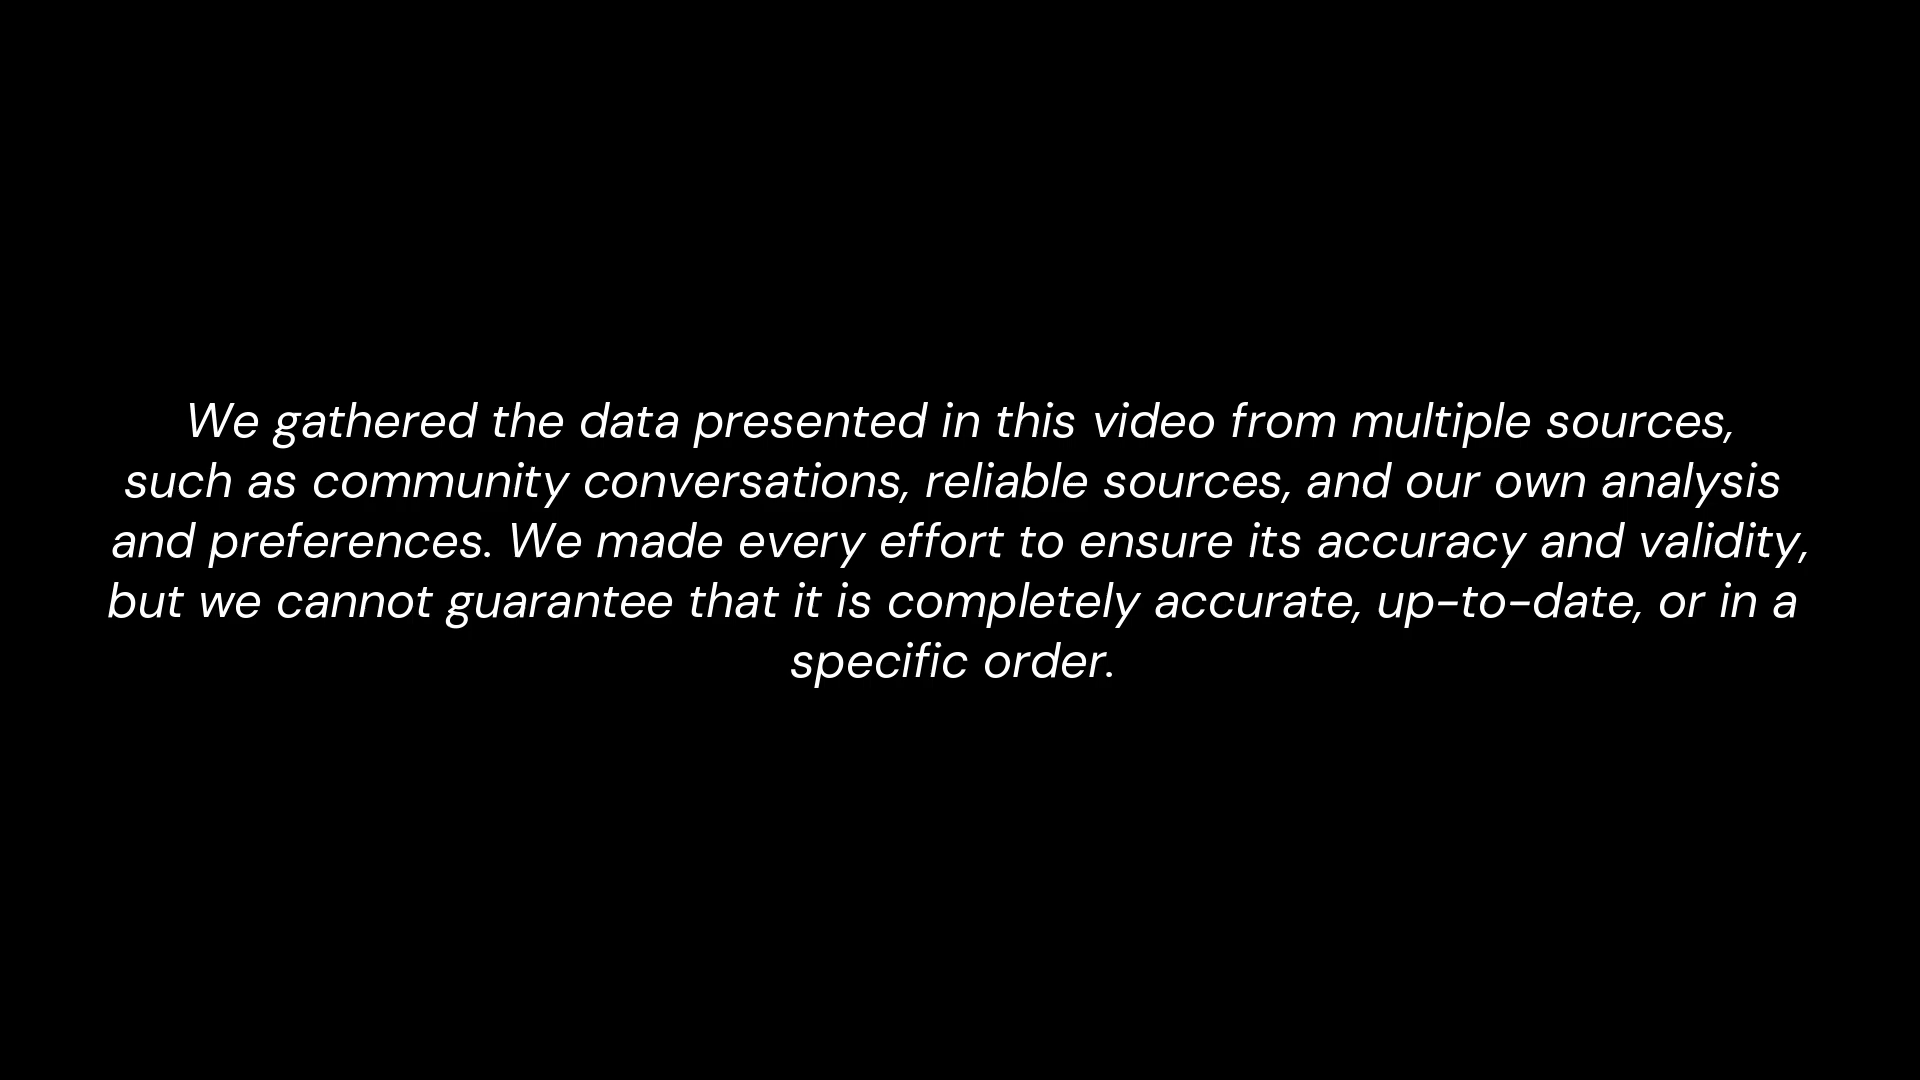 We gathered the data presented in this video from multiple sources,
such as community conversations, reliable sources, and our own analysis
and preferences. We made every effort to ensure its accuracy and validity,
but we cannot guarantee that it is completely accurate, up-to-date, or in a
specific order.